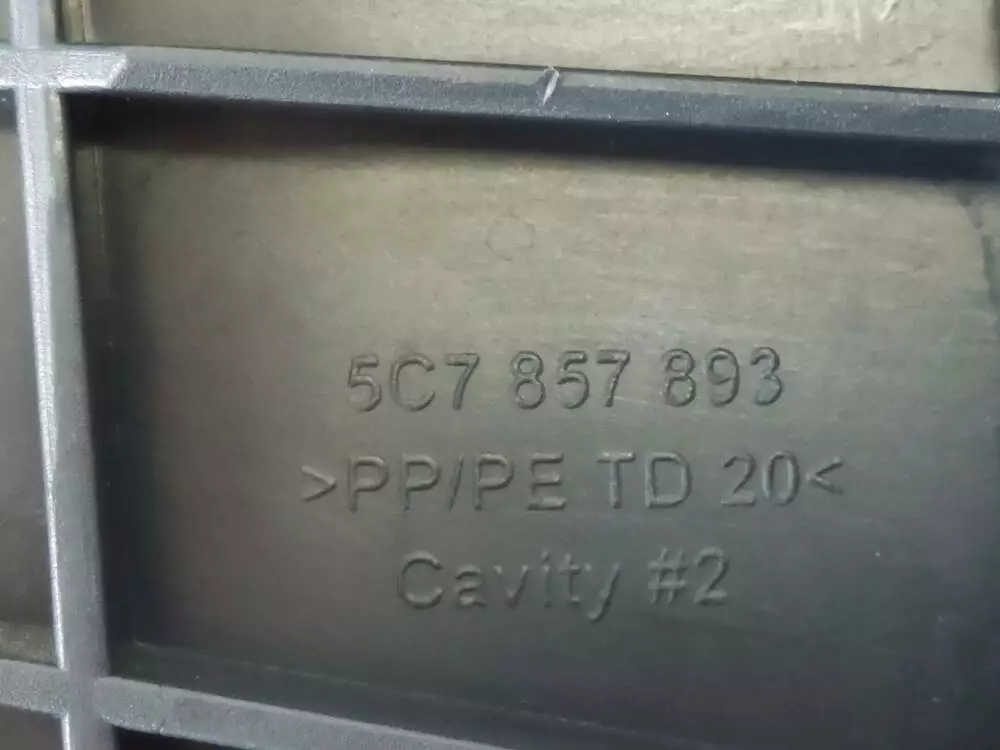 5C7 857 893
>PP/PE TD 20<
Cavity #2